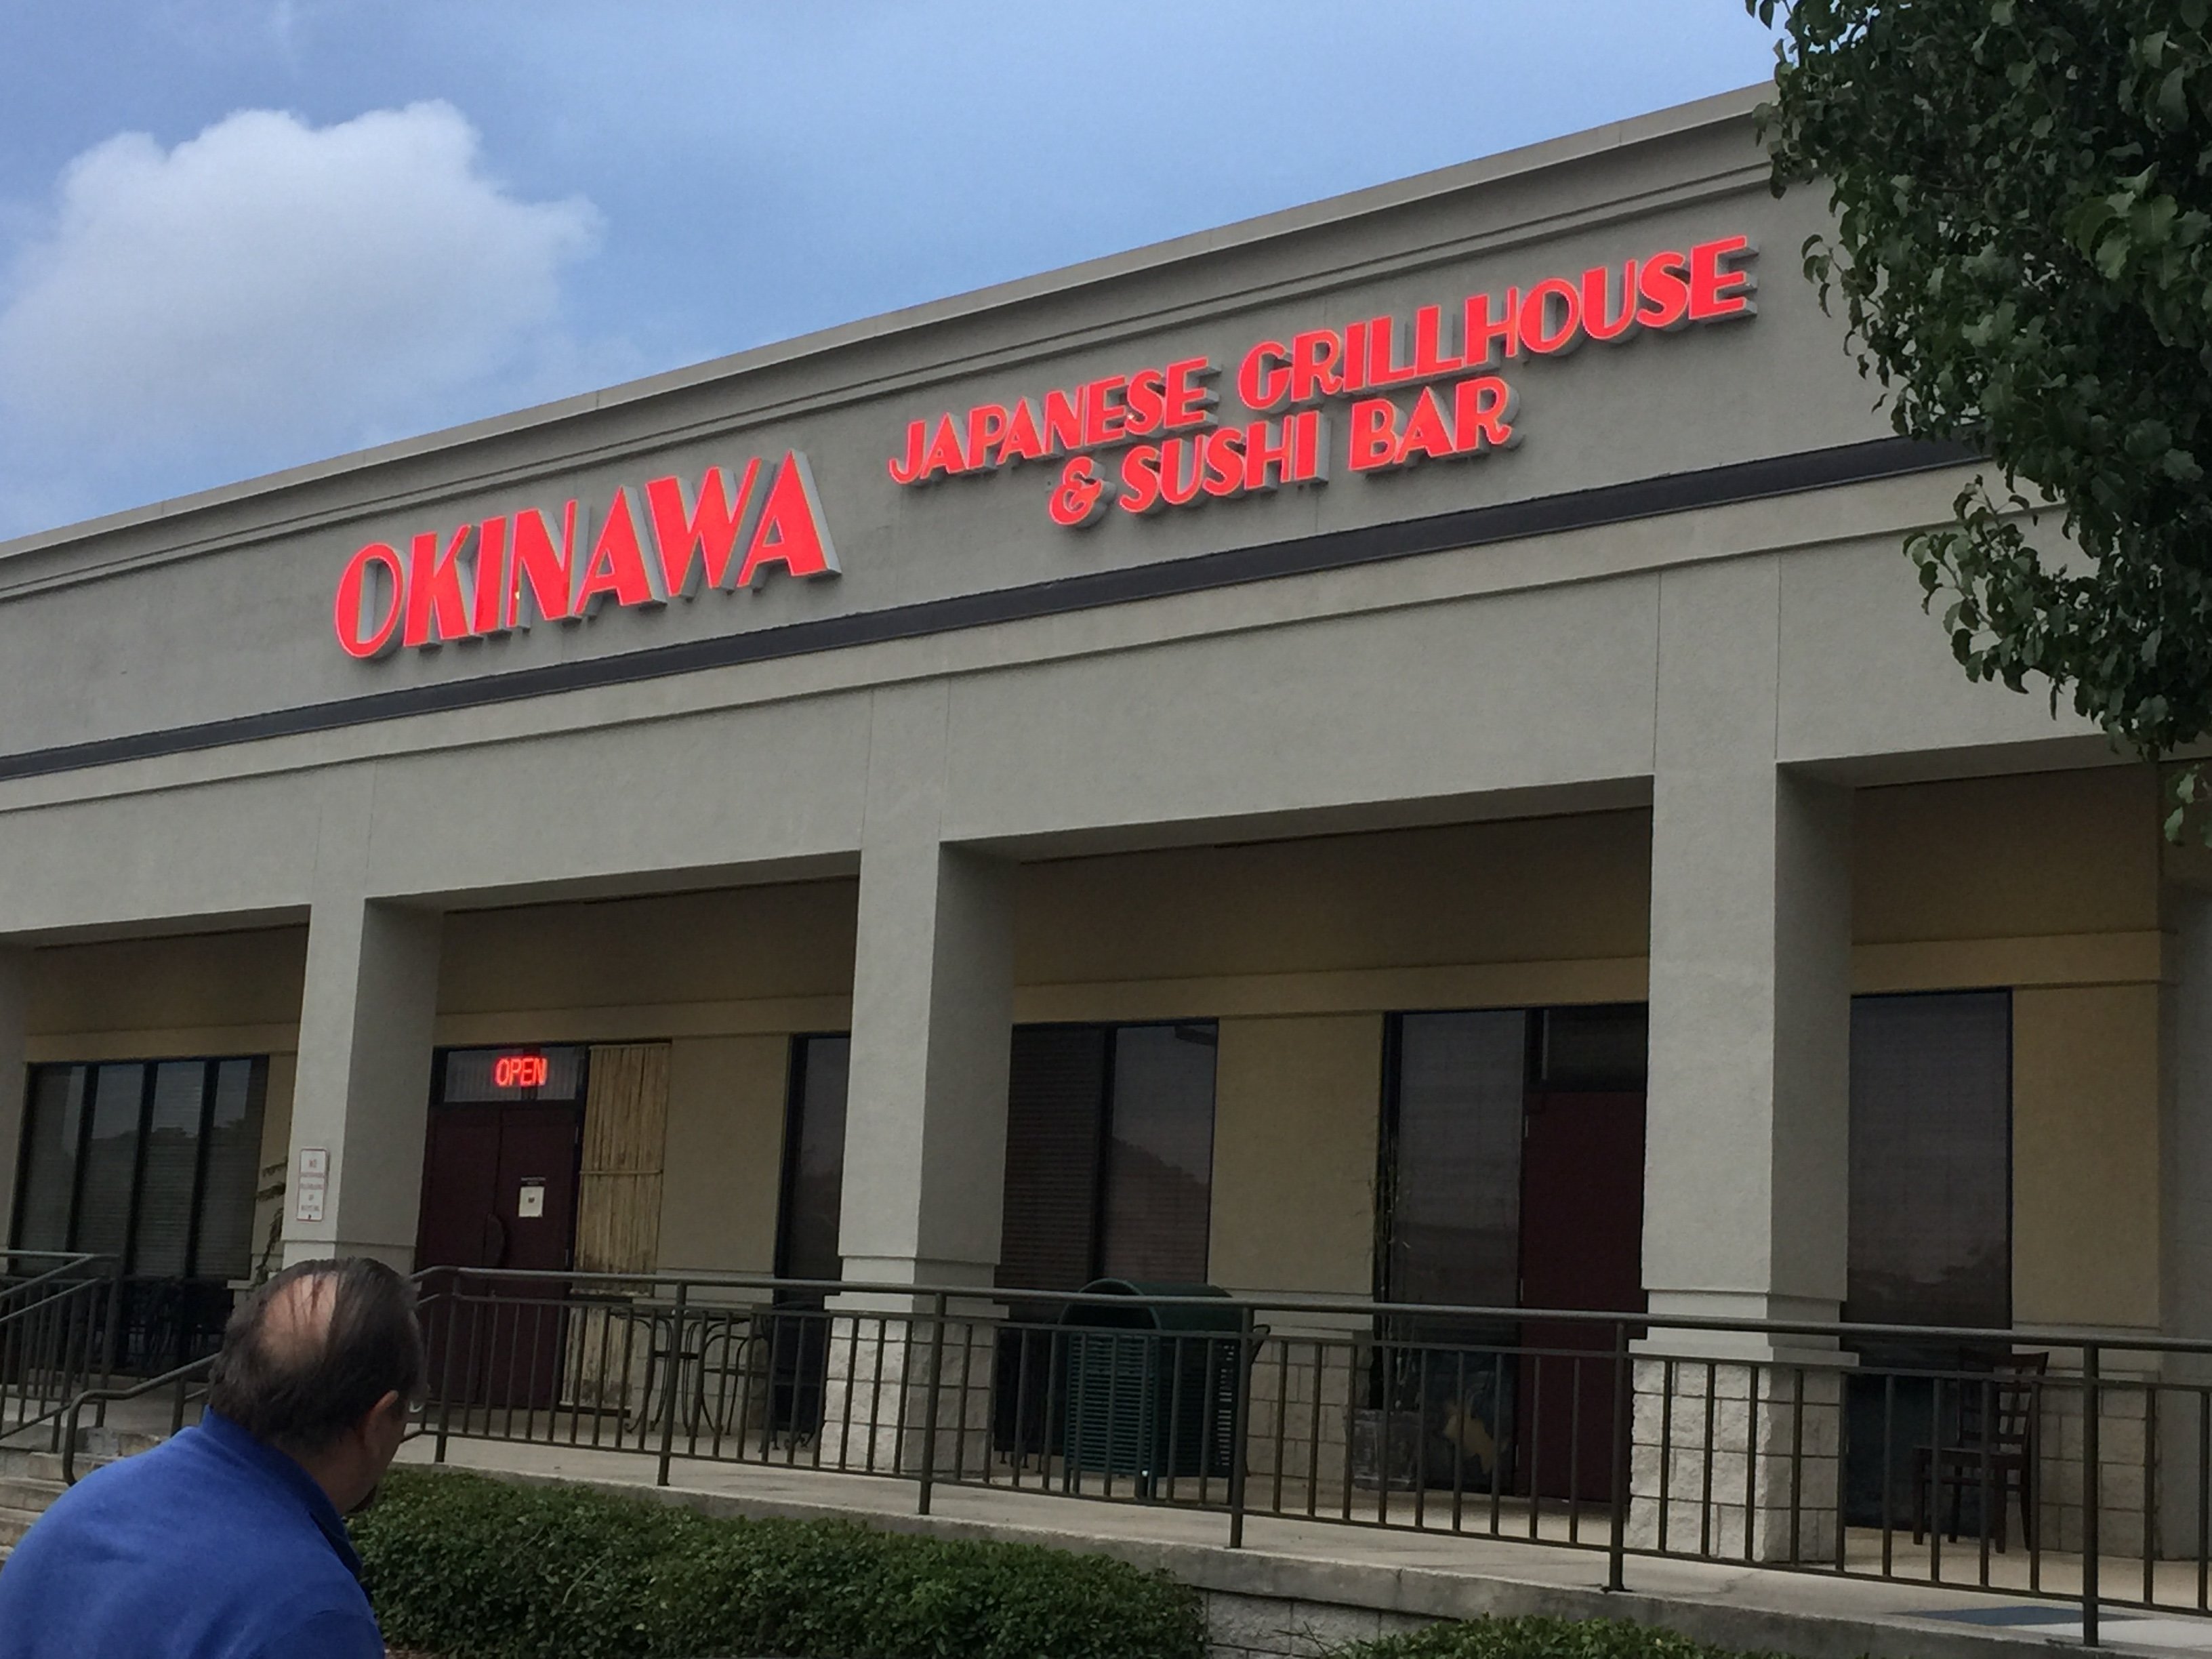 OKINAWA
JAPANESE GRILLHOUSE
& SUSHI BAR
OPEN